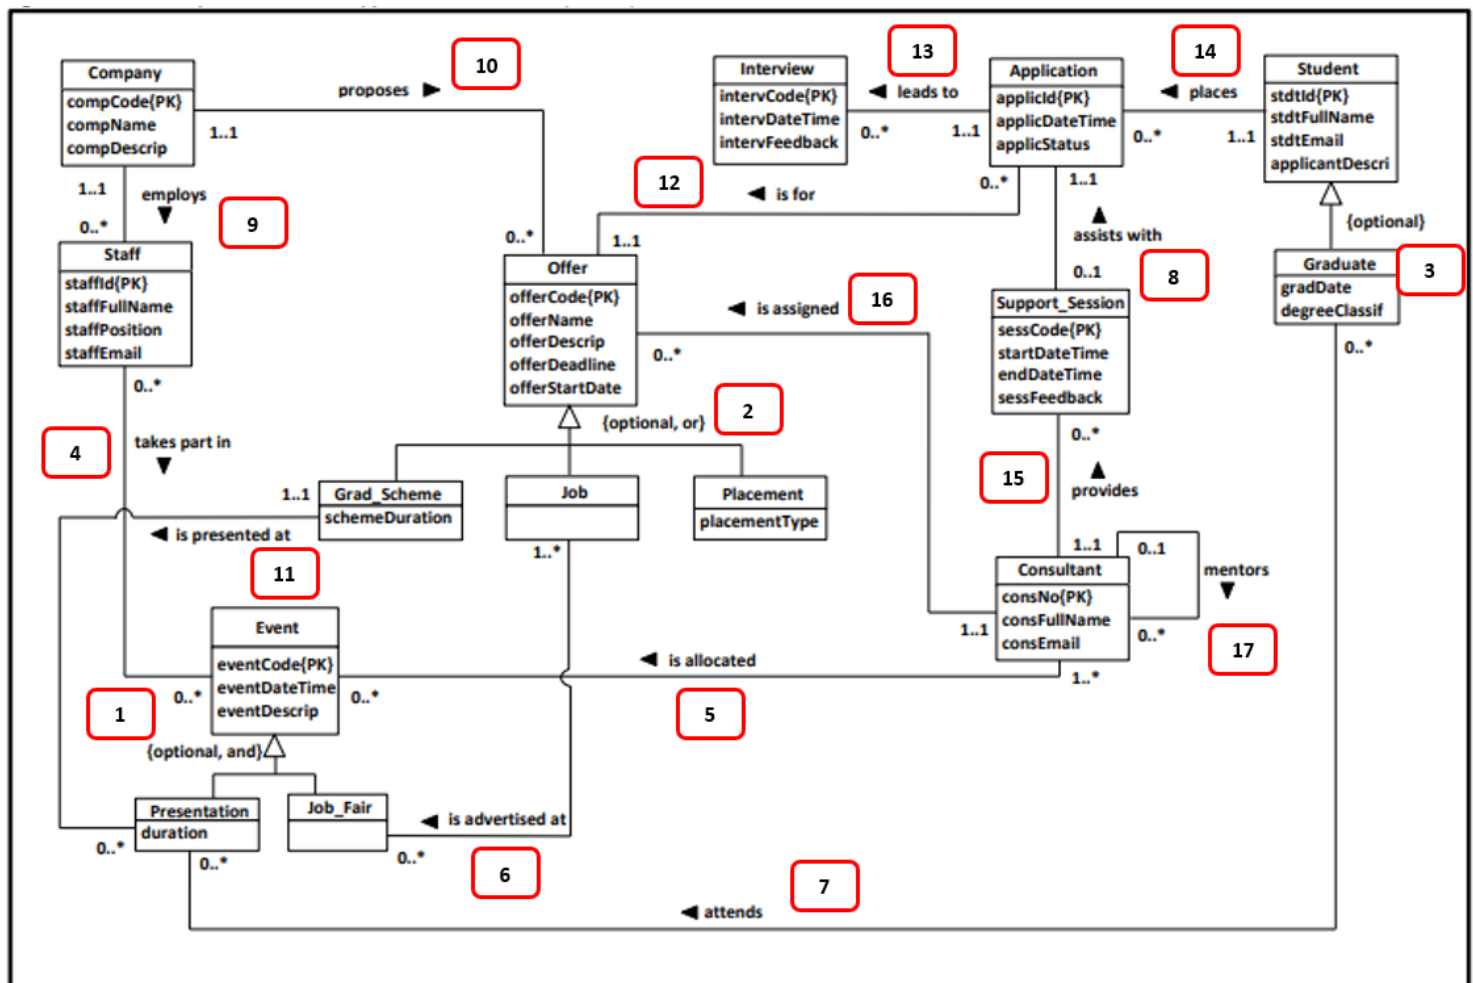 10
13
14
Company
compCode{PK}
compName
compDescrip
proposes
1..1
Interview
intervCode{PK}
intervDateTime
intervFeedback
leads to
0..*
1..1
Application
applicId{PK}
applicDateTime
applicStatus
places
0..*
1..1
Student
stdtId{PK}
stdtFullName
stdtEmail
applicantDescri
1..1
employs
0..*
9
12
is for
0..*
1..1
{optional}
0..*
1..1
assists with
0..1
8
Staff
staffId{PK}
staffFullName
staffPosition
staffEmail
0..*
Offer
offerCode{PK}
offerName
offerDescrip
offerDeadline
offerStartDate
is assigned
16
0..*
Support_Session
sessCode{PK}
startDateTime
endDateTime
sessFeedback
0..*
Graduate
gradDate
degreeClassif
3
0..*
{optional, or}
2
4
takes part in
15
provides
1..1
1..1
Grad_Scheme
schemeDuration
Job
1..*
Placement
placementType
is presented at
11
Consultant
consNo{PK}
consFullName
consEmail
0..1
mentors
0..*
17
1..1
1..*
Event
eventCode{PK}
eventDateTime
eventDescrip
is allocated
0..*
0..*
1
5
{optional, and}
Presentation
duration
Job_Fair
is advertised at
0..*
0..*
0..*
6
7
attends